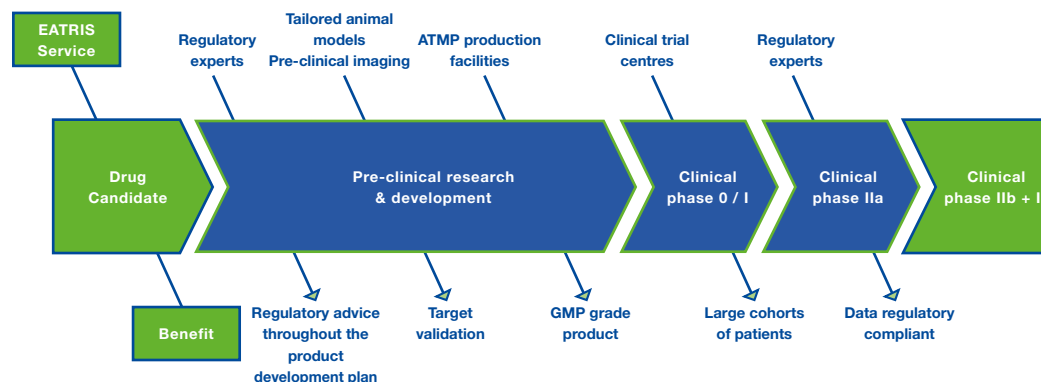 EATRIS
Service
Regulatory
experts
Tailored animal
models
Pre-clinical imaging
ATMP production
facilities
Clinical trial
centres
Regulatory
experts
Drug
Candidate
Pre-clinical research
& development
Clinical
phase 0 / I
Clinical
phase IIa
Clinical
phase IIb + I
Benefit
Regulatory advice
throughout the
product
development plan
Target
validation
GMP grade
product
Large cohorts
of patients
Data regulatory
compliant